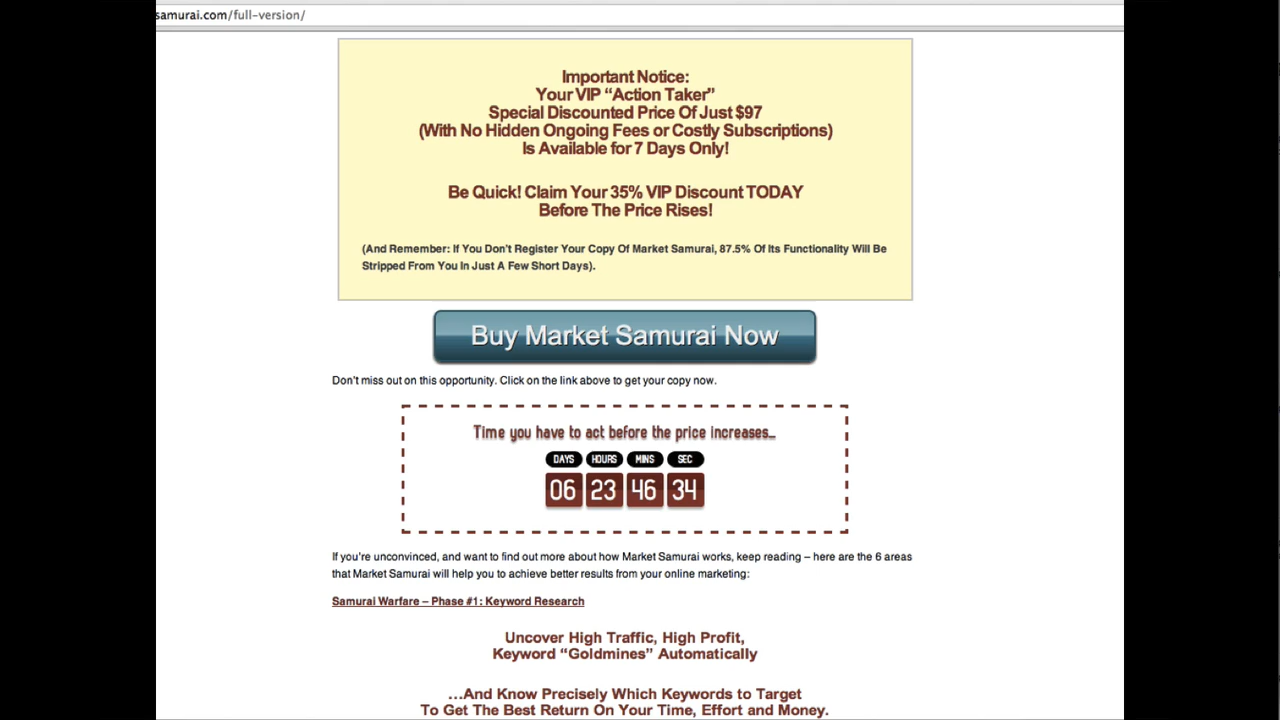 samurai.com/full-version/
Important Notice:
Your VIP “Action Taker”
Special Discounted Price Of Just $97
(With No Hidden Ongoing Fees or Costly Subscriptions)
Is Available for 7 Days Only!
Be Quick! Claim Your 35% VIP Discount TODAY
Before The Price Rises!
(And Remember: If You Don’t Register Your Copy Of Market Samurai, 87.5% Of Its Functionality Will Be
Stripped From You In Just A Few Short Days).
Buy Market Samurai Now
Don’t miss out on this opportunity. Click on the link above to get your copy now.
Time you have to act before the price increases...
DAYS HOURS MINS SEC
06 23 46 34
If you’re unconvinced, and want to find out more about how Market Samurai works, keep reading – here are the 6 areas
that Market Samurai will help you to achieve better results from your online marketing:
Samurai Warfare – Phase #1: Keyword Research
Uncover High Traffic, High Profit,
Keyword “Goldmines” Automatically
…And Know Precisely Which Keywords to Target
To Get The Best Return On Your Time, Effort and Money.